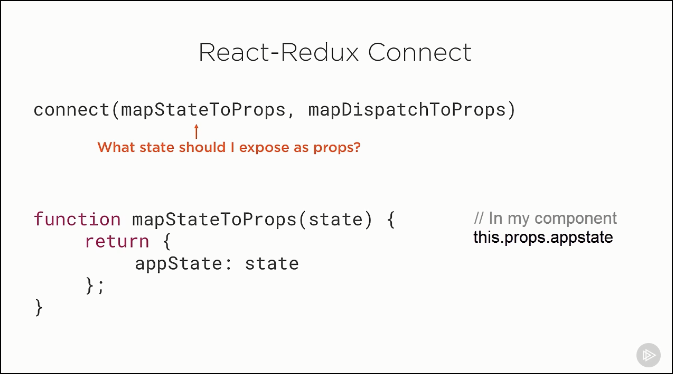 React-Redux Connect
connect(mapStateToProps, mapDispatchToProps)
What state should I expose as props?
function mapStateToProps(state) {
return {
appState: state
};
}
// In my component
this.props.appstate